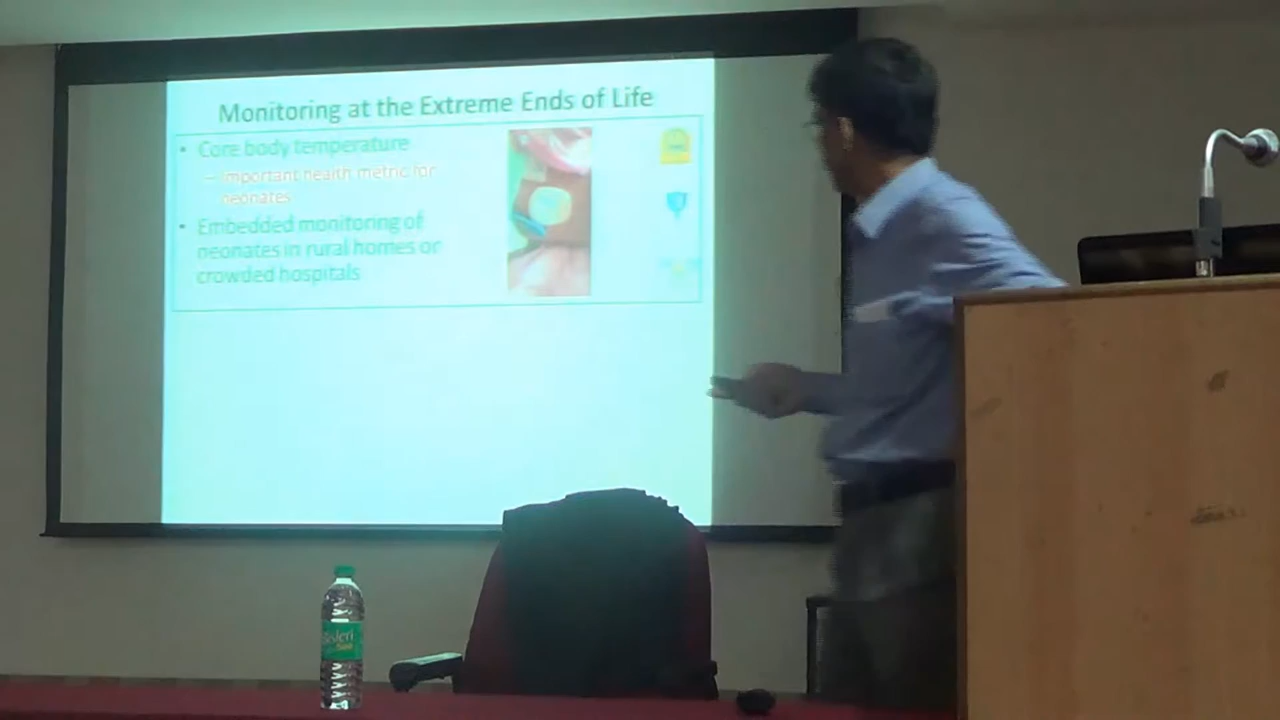 Monitoring at the Extreme Ends of Life
• Core body temperature
– Important health metric for
neonates
• Embedded monitoring of
neonates in rural homes or
crowded hospitals
Bisleri